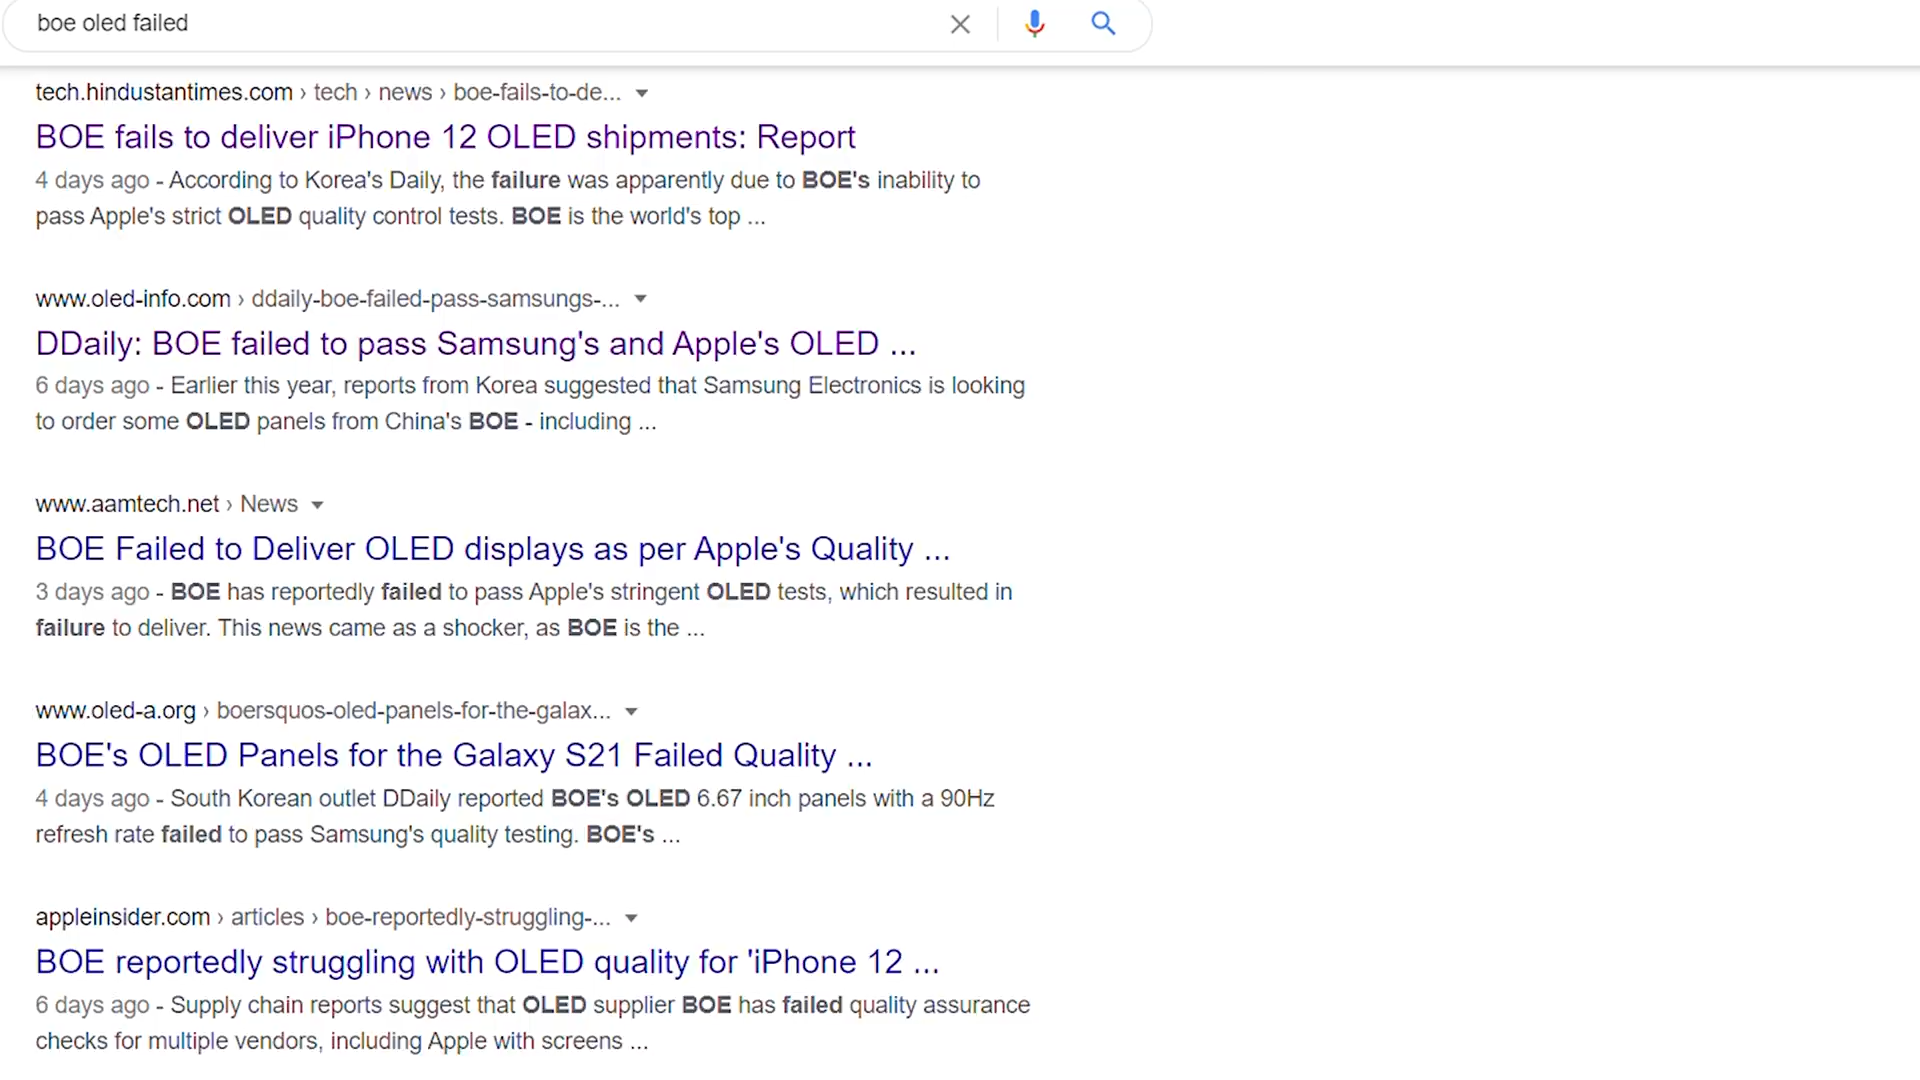 boe oled failed
tech.hindustantimes.com › tech › news › boe-fails-to-de...
BOE fails to deliver iPhone 12 OLED shipments: Report
4 days ago - According to Korea's Daily, the failure was apparently due to BOE's inability to
pass Apple's strict OLED quality control tests. BOE is the world's top ...
www.oled-info.com › ddaily-boe-failed-pass-samsungs-...
DDaily: BOE failed to pass Samsung's and Apple's OLED ...
6 days ago - Earlier this year, reports from Korea suggested that Samsung Electronics is looking
to order some OLED panels from China's BOE - including ...
www.aamtech.net › News
BOE Failed to Deliver OLED displays as per Apple's Quality ...
3 days ago - BOE has reportedly failed to pass Apple's stringent OLED tests, which resulted in
failure to deliver. This news came as a shocker, as BOE is the ...
www.oled-a.org › boersquos-oled-panels-for-the-galax...
BOE's OLED Panels for the Galaxy S21 Failed Quality ...
4 days ago - South Korean outlet DDaily reported BOE's OLED 6.67 inch panels with a 90Hz
refresh rate failed to pass Samsung's quality testing. BOE's ...
appleinsider.com › articles › boe-reportedly-struggling-...
BOE reportedly struggling with OLED quality for 'iPhone 12 ...
6 days ago - Supply chain reports suggest that OLED supplier BOE has failed quality assurance
checks for multiple vendors, including Apple with screens ...